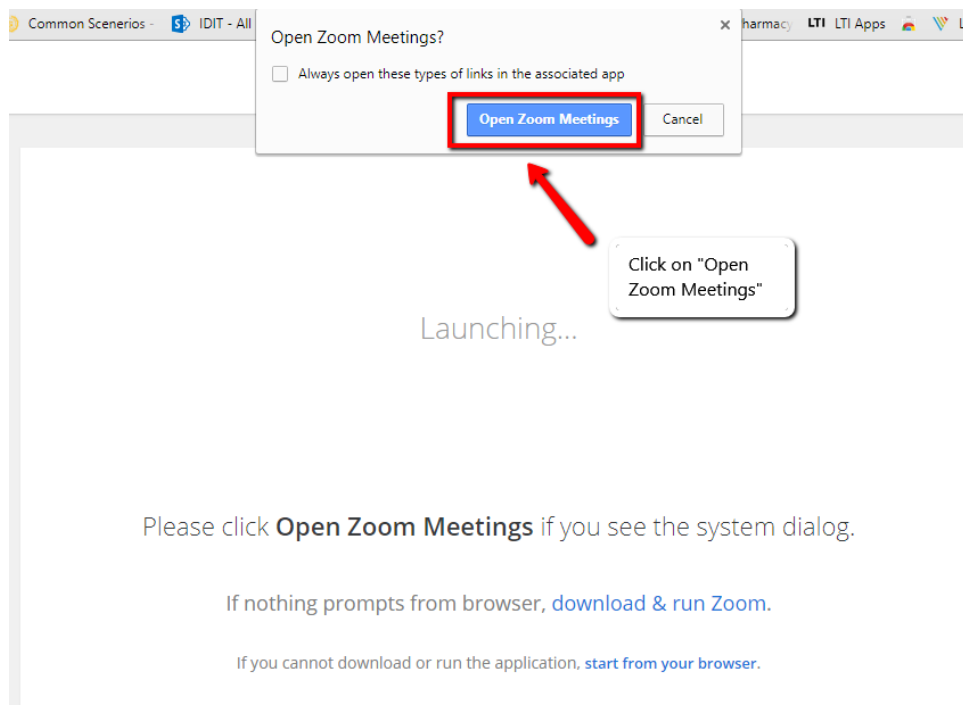 Common Scenerios -
IDIT - All
harmacy
LTI LTI Apps
Open Zoom Meetings?
Always open these types of links in the associated app
Open Zoom Meetings
Cancel
Click on "Open
Zoom Meetings"
Launching...
Please click Open Zoom Meetings if you see the system dialog.
If nothing prompts from browser, download & run Zoom.
If you cannot download or run the application, start from your browser.